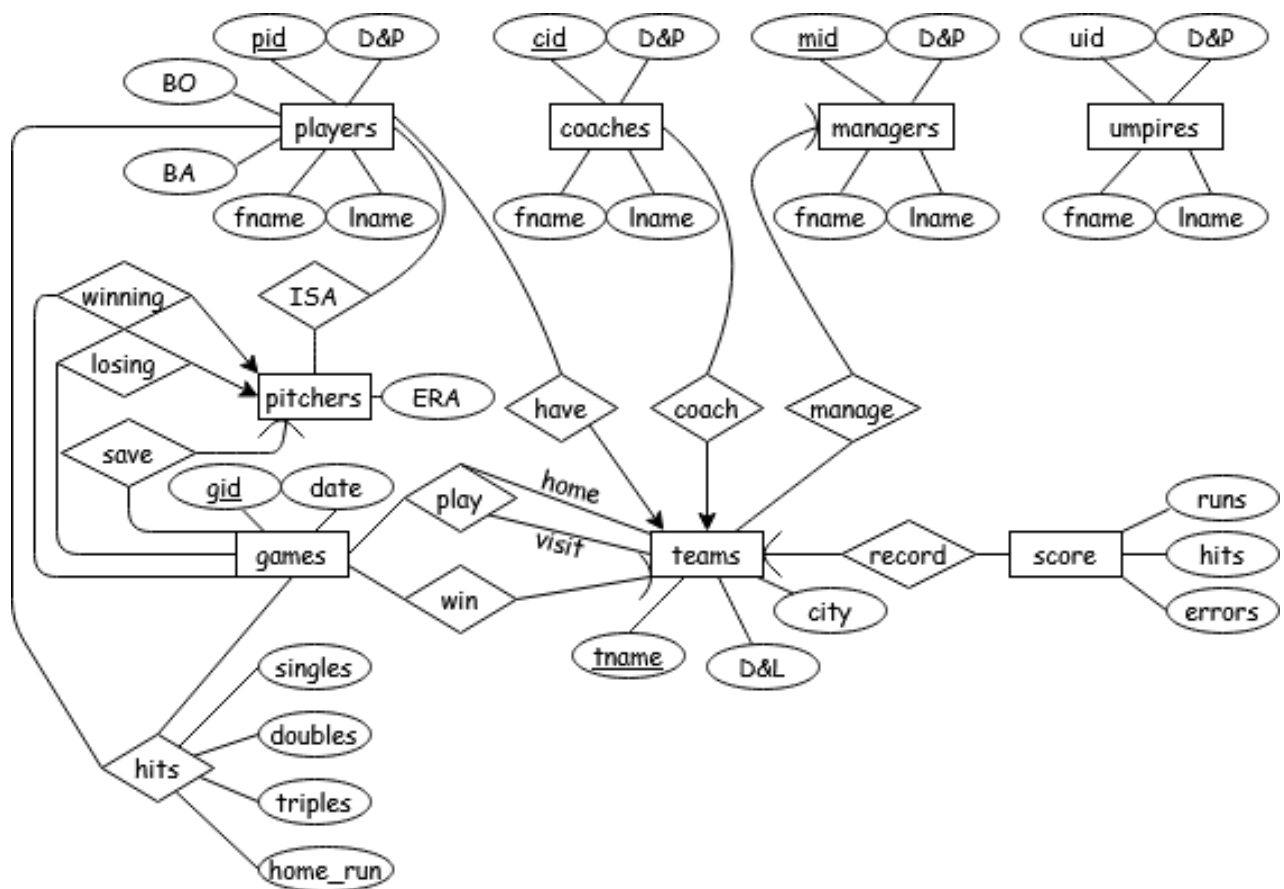 pid
D&P
cid
D&P
mid
D&P
uid
D&P
BO
players
coaches
managers
umpires
BA
fname
lname
fname
lname
fname
lname
fname
lname
winning
ISA
losing
pitchers
ERA
have
coach
manage
save
gid
date
play
home
visit
runs
games
teams
record
score
hits
win
city
errors
tname
D&L
singles
doubles
hits
triples
home_run